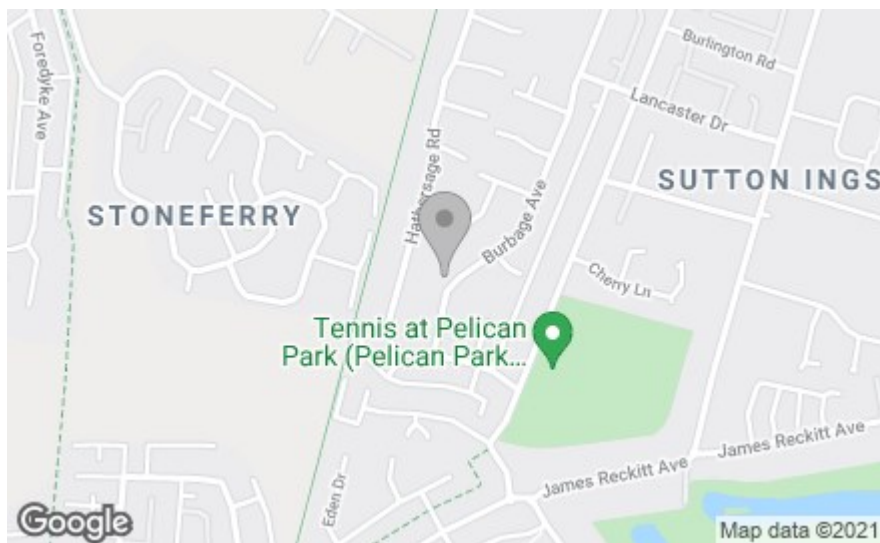 Foredyke Ave
Burlington Rd
Lancaster Dr
Hathersage Rd
SUTTON INGS
STONEFERRY
Burbage Ave
Cherry Ln
Tennis at Pelican
Park (Pelican Park...
James Reckitt Ave
James Reckitt Ave
Eden Dr
Google
Map data ©2021